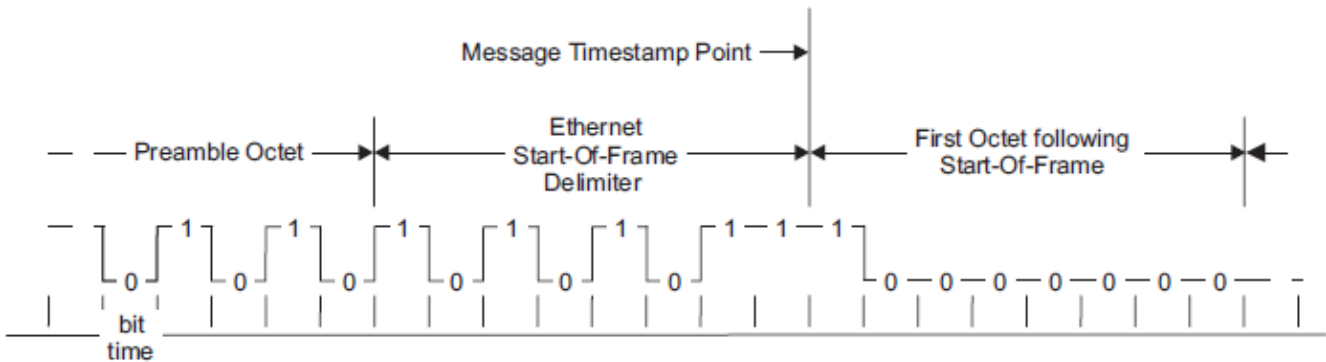 Message Timestamp Point
Preamble Octet
Ethernet
Start-Of-Frame
Delimiter
First Octet following
Start-Of-Frame
0 1 0 1 0 1 0 1 0 1 0 1 1 1 0 0 0 0 0 0 0
bit
time